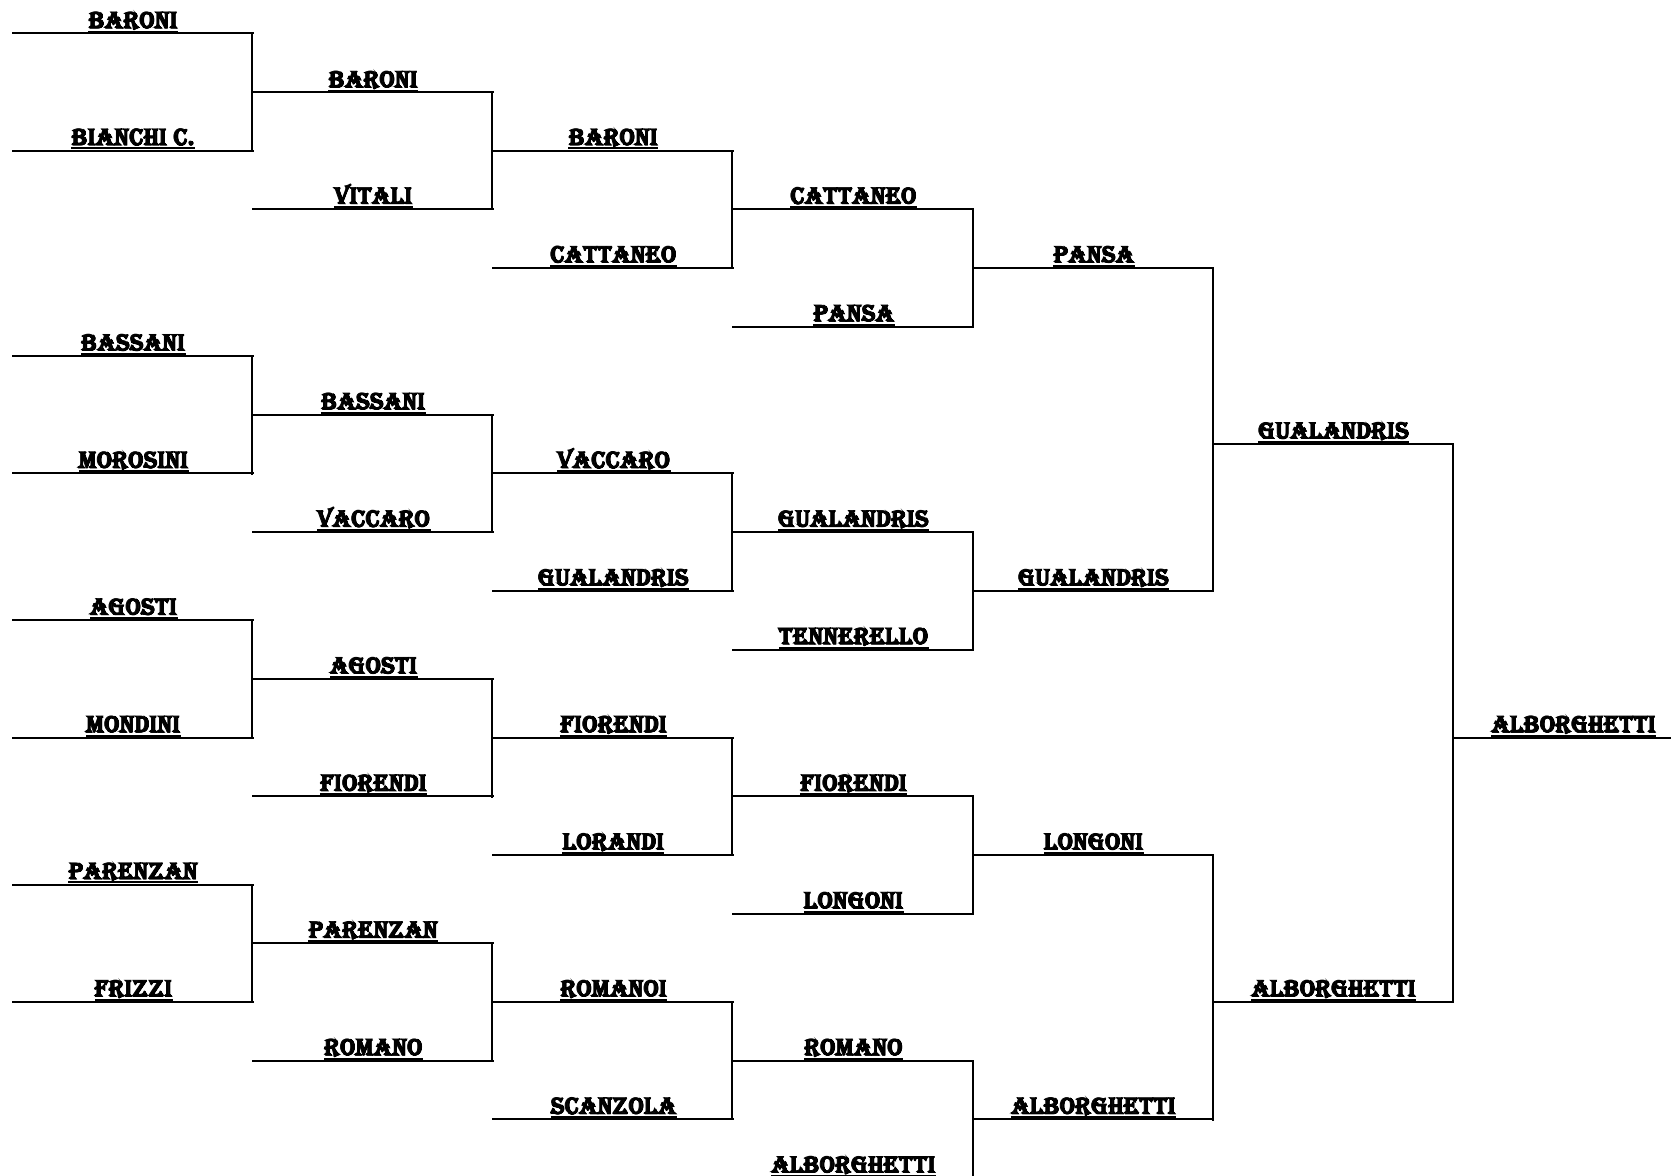 BARONI
BARONI
BIANCHI C.
BARONI
VITALI
CATTANEO
CATTANEO
PANSA
PANSA
BASSANI
BASSANI
GUALANDRIS
MOROSINI
VACCARO
VACCARO
GUALANDRIS
GUALANDRIS
GUALANDRIS
AGOSTI
TENNERELLO
AGOSTI
MONDINI
FIORENDI
ALBORGHETTI
FIORENDI
FIORENDI
LORANDI
LONGONI
PARENZAN
LONGONI
PARENZAN
FRIZZI
ROMANOI
ALBORGHETTI
ROMANO
ROMANO
SCANZOLA
ALBORGHETTI
ALBORGHETTI